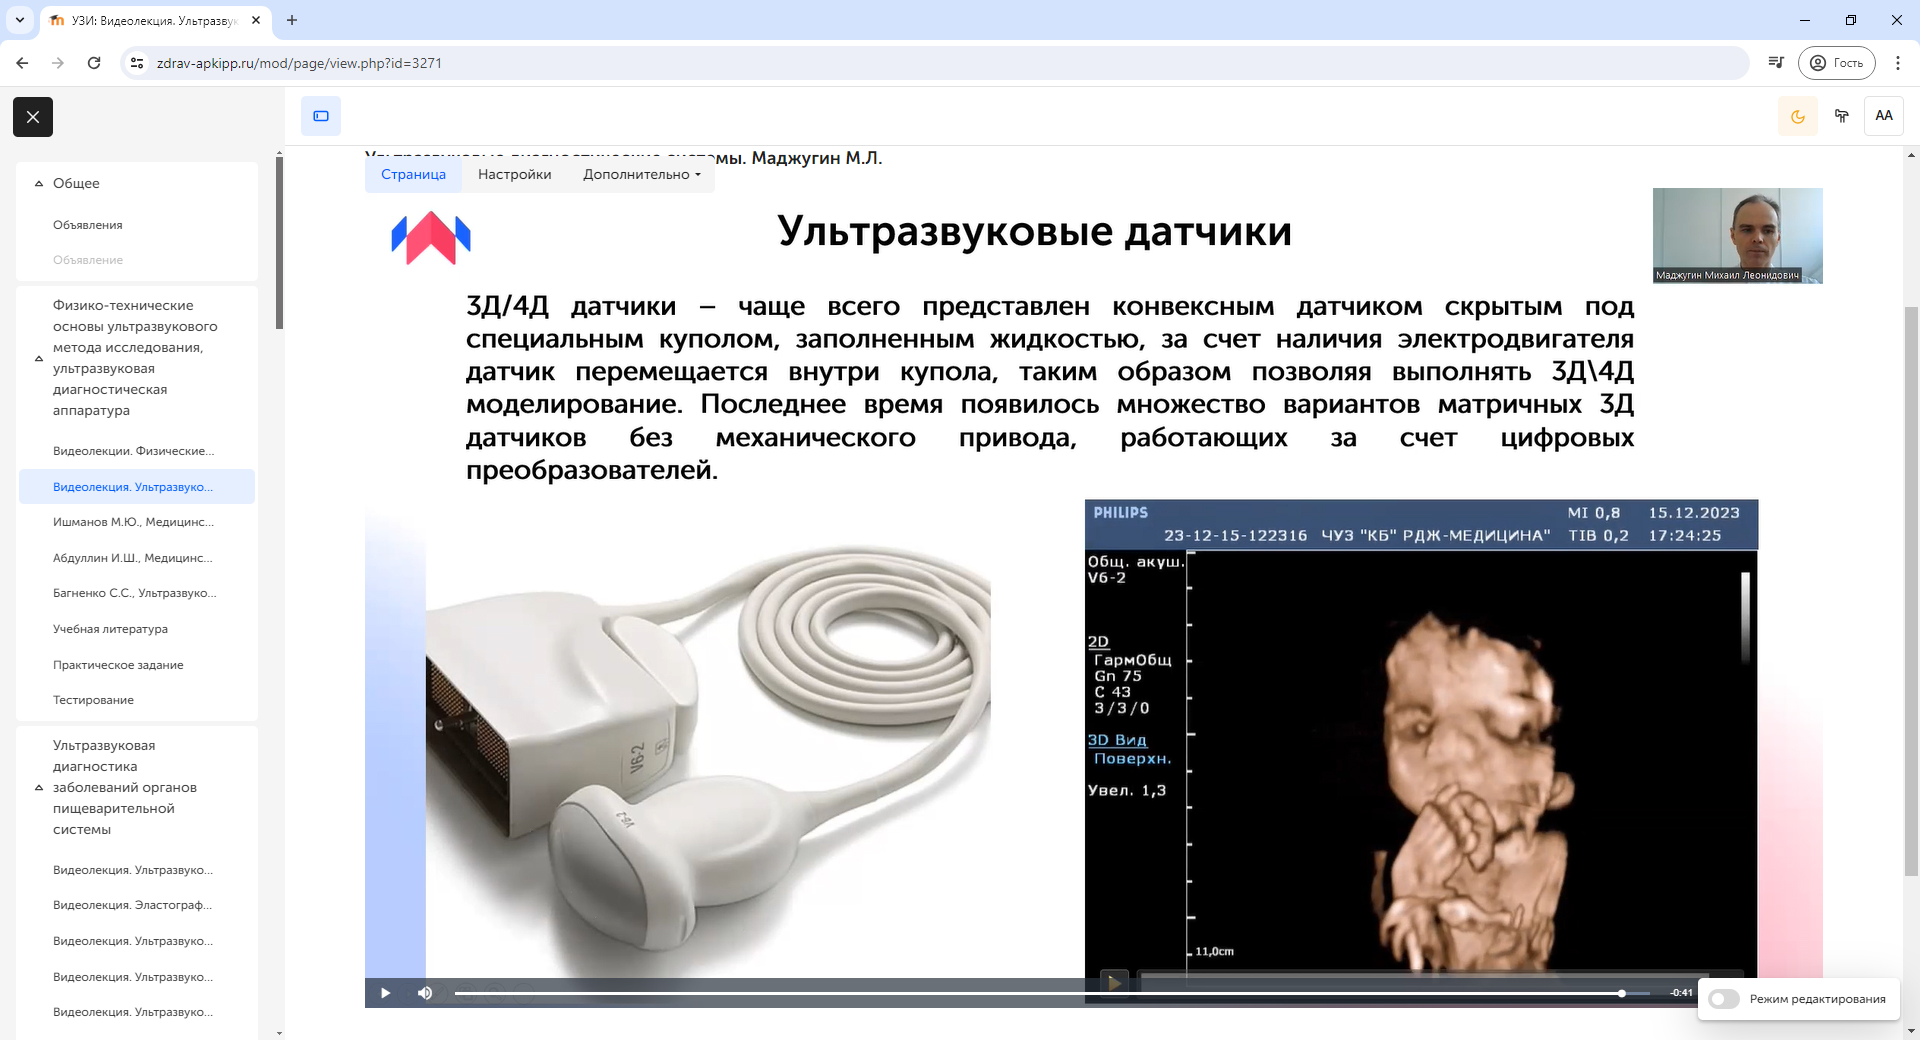 УЗИ: Видеолекция. Ультразвук
zdrav-apkipp.ru/mod/page/view.php?id=3271
Гость
AA
Общее
Объявления
Объявление
Физико-технические
основы ультразвукового
метода исследования,
ультразвуковая
диагностическая
аппаратура
Видеолекции. Физические...
Видеолекция. Ультразвуко...
Ишманов М.Ю., Медицинс...
Абдуллин И.Ш., Медицинс...
Багненко С.С., Ультразвуко...
Учебная литература
Практическое задание
Тестирование
Ультразвуковая
диагностика
заболеваний органов
пищеварительной
системы
Видеолекция. Ультразвуко...
Видеолекция. Эластограф...
Видеолекция. Ультразвуко...
Видеолекция. Ультразвуко...
Видеолекция. Ультразвуко...
Ультразвуковые диагностические системы. Маджугин М.Л.
Страница Настройки Дополнительно
Ультразвуковые датчики
Маджугин Михаил Леонидович
3Д/4Д датчики – чаще всего представлен конвексным датчиком скрытым под
специальным куполом, заполненным жидкостью, за счет наличия электродвигателя
датчик перемещается внутри купола, таким образом позволяя выполнять 3Д\4Д
моделирование. Последнее время появилось множество вариантов матричных 3Д
датчиков без механического привода, работающих за счет цифровых
преобразователей.
V6-2
V6-2
PHILIPS MI 0,8 15.12.2023
23-12-15-122316 ЧУЗ "КБ" РДЖ-МЕДИЦИНА" TIB 0,2 17:24:25
Общ. акуш.
V6-2
2D
ГармОбщ
Gn 75
C 43
3/3/0
3D Вид
Поверхн.
Увел. 1,3
11,0cm
-0:41
Режим редактирования